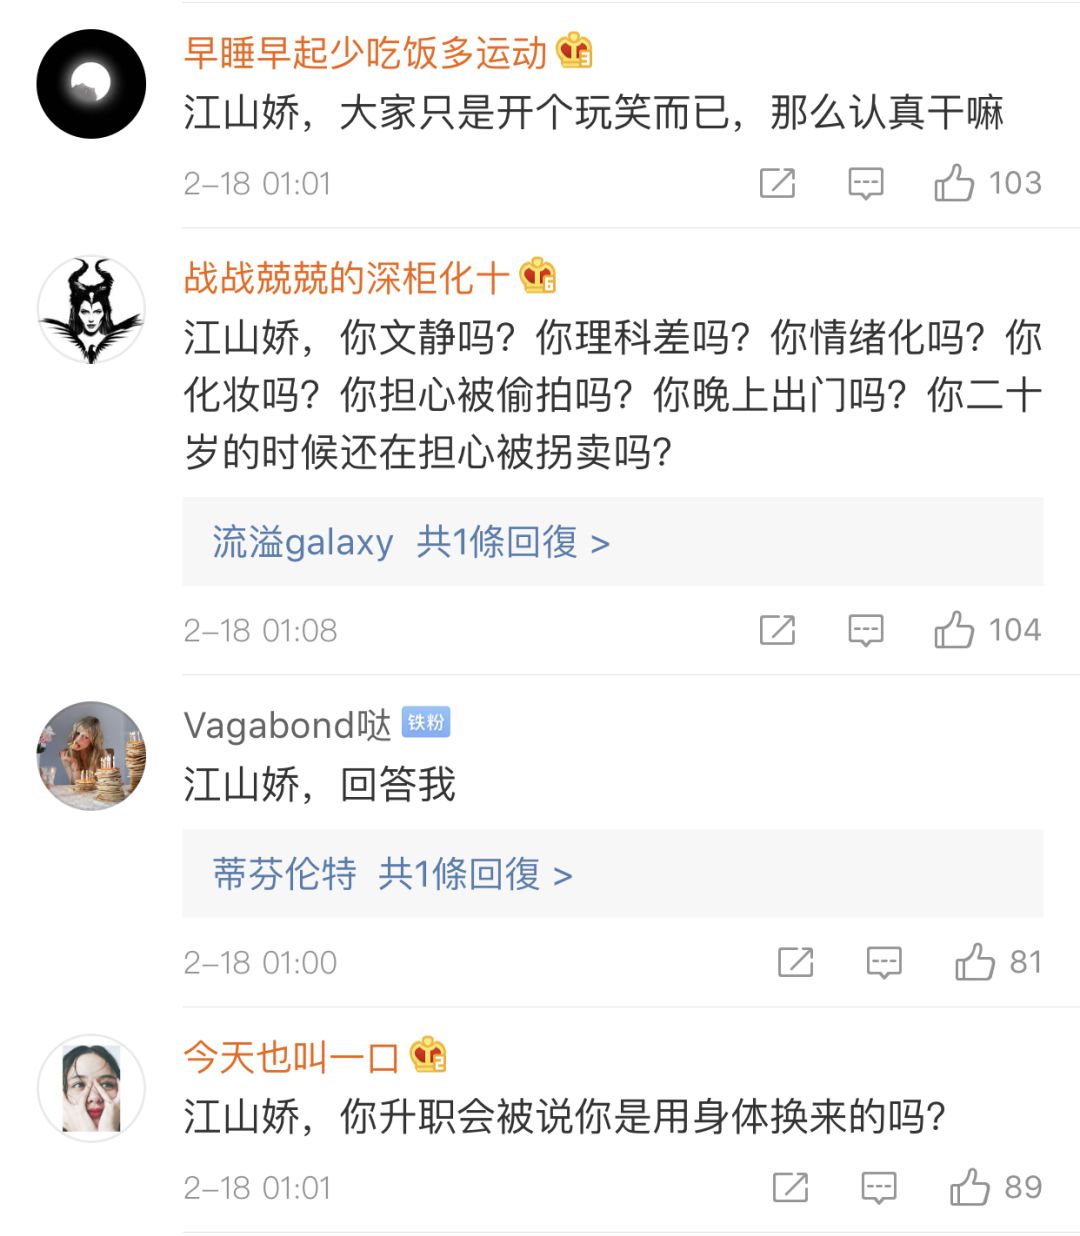 早睡早起少吃饭多运动
江山娇，大家只是开个玩笑而已，那么认真干嘛
2-18 01:01 103
战战兢兢的深柜化十 6
江山娇，你文静吗？你理科差吗？你情绪化吗？你
化妆吗？你担心被偷拍吗？你晚上出门吗？你二十
岁的时候还在担心被拐卖吗？
流溢galaxy 共1條回復 >
2-18 01:08 104
Vagabond哒 铁粉
江山娇，回答我
蒂芬伦特 共1條回復 >
2-18 01:00 81
今天也叫一口 2
江山娇，你升职会被说你是用身体换来的吗？
2-18 01:01 89